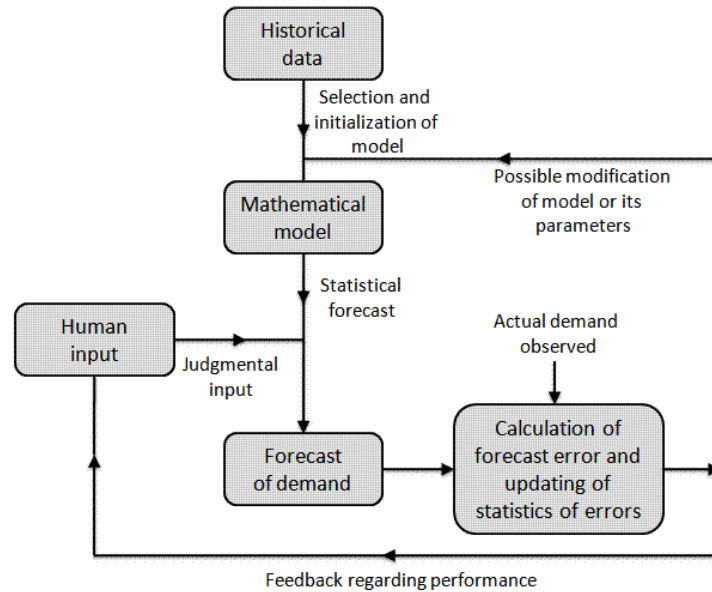 Historical
data
Selection and
initialization of
model
Possible modification
of model or its
parameters
Mathematical
model
Statistical
forecast
Human
input
Judgmental
input
Actual demand
observed
Forecast
of demand
Calculation of
forecast error and
updating of
statistics of errors
Feedback regarding performance